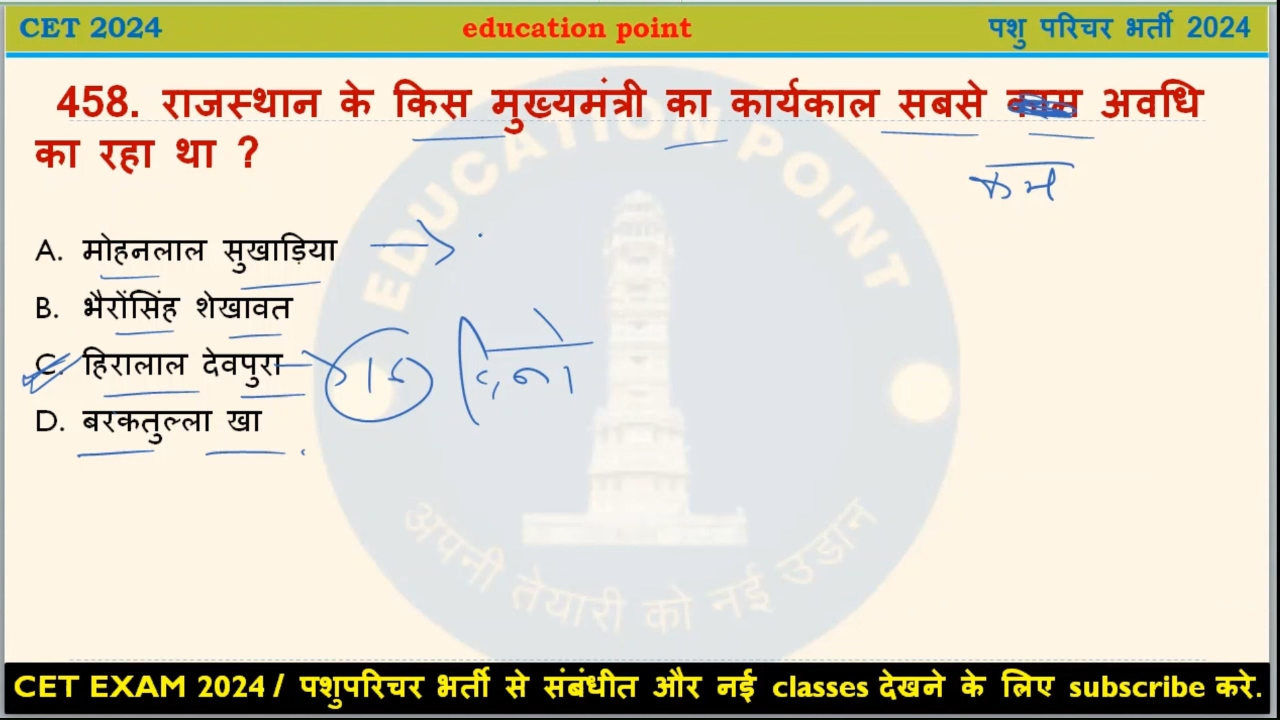 CET 2024
education point
पशु परिचर भर्ती 2024
458. राजस्थान के किस मुख्यमंत्री का कार्यकाल सबसे अवधि
का रहा था ?
कम
A. मोहनलाल सुखाड़िया
B. भैरोंसिंह शेखावत
C. हिरालाल देवपुरा
D. बरकतुल्ला खा
EDUCATION POINT
अपनी तैयारी को नई उडान
CET EXAM 2024 / पशुपरिचर भर्ती से संबंधीत और नई classes देखने के लिए subscribe करे.